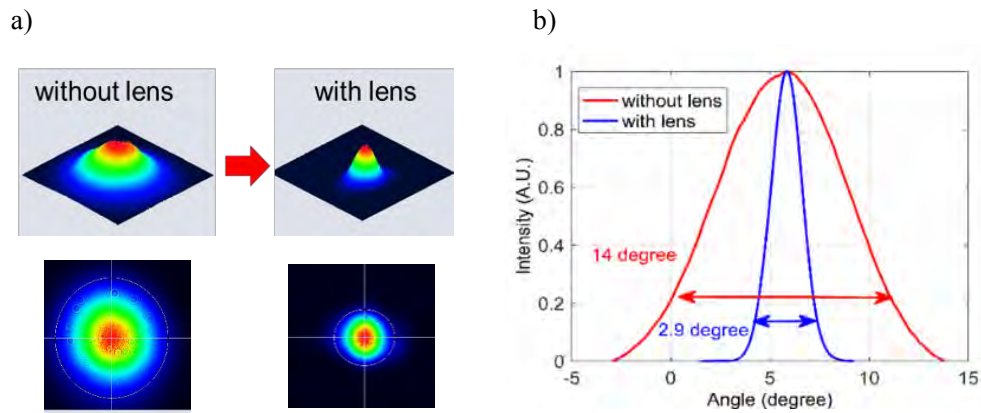 a)
b)
without lens
with lens
1
0.8
0.6
0.4
0.2
0
Intensity (A.U.)
without lens
with lens
14 degree
2.9 degree
-5
0
5
10
15
Angle (degree)